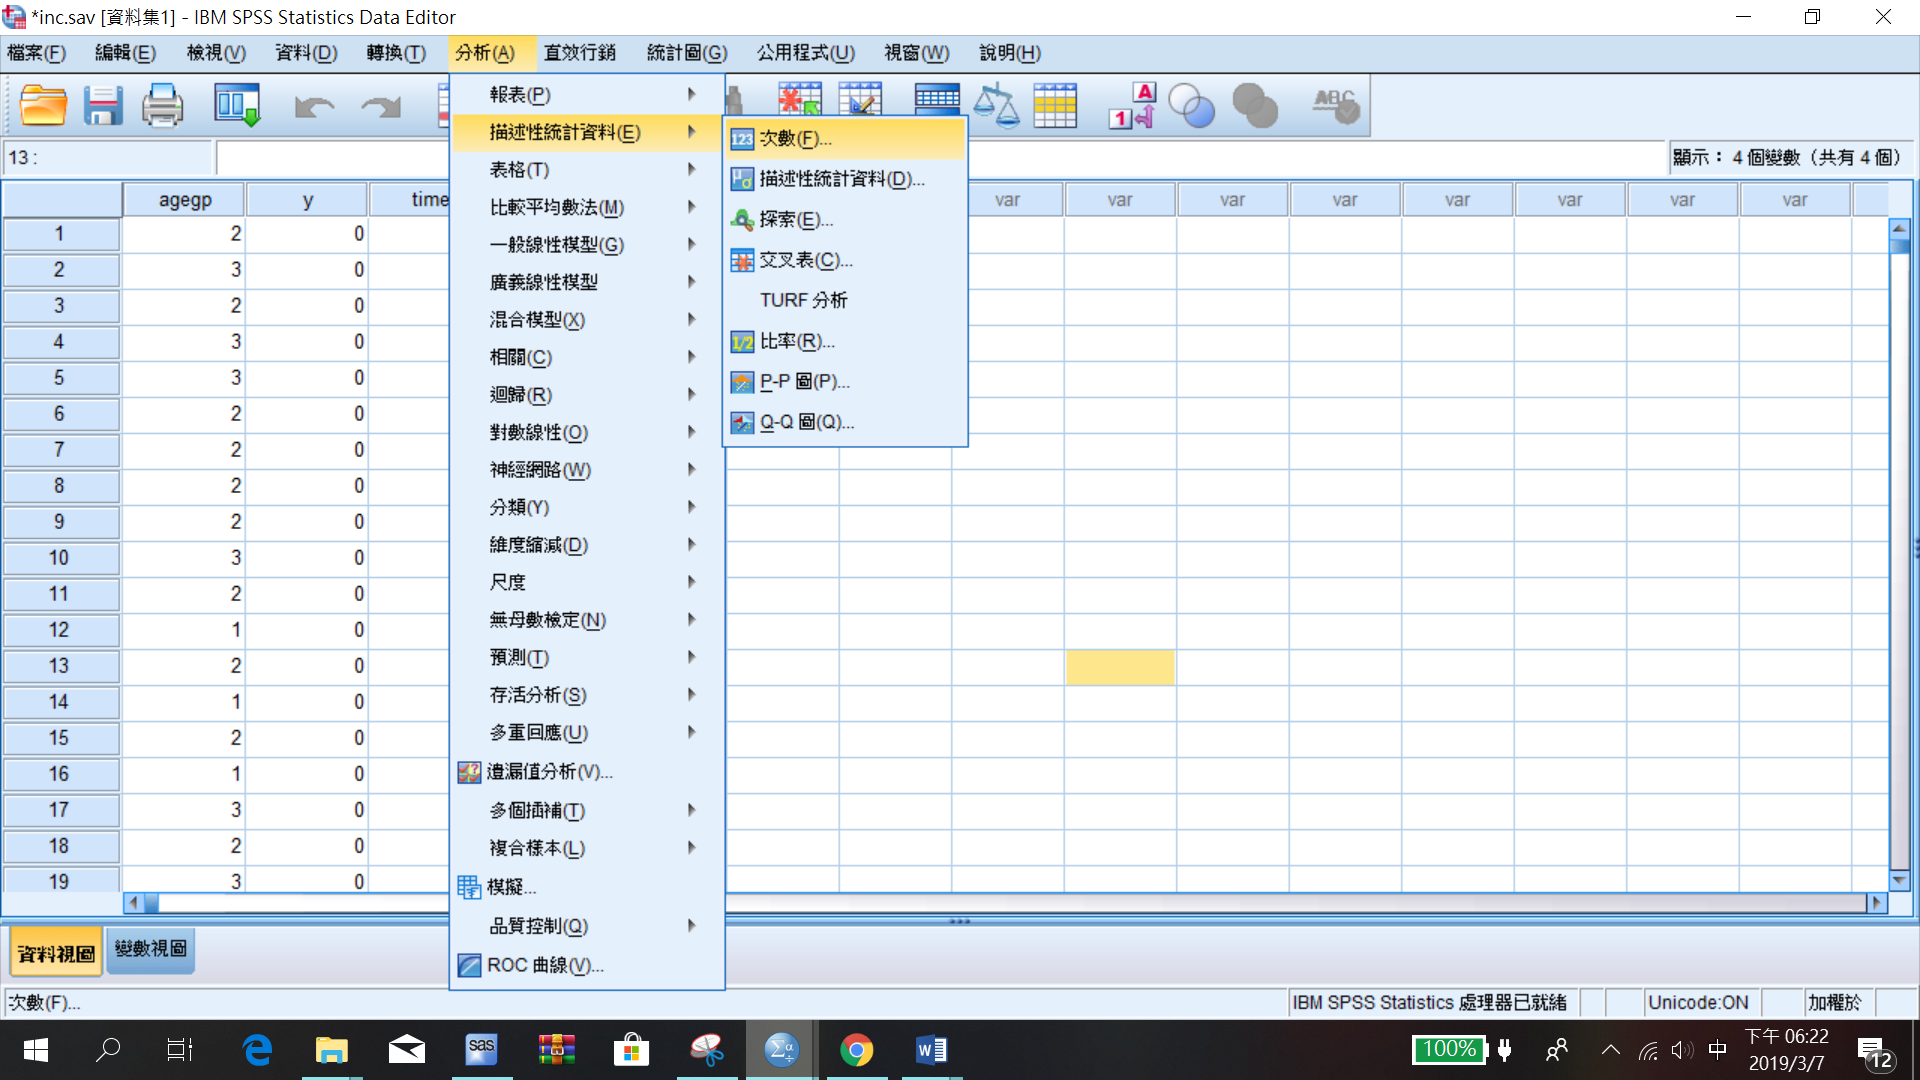 *inc.sav [資料集1] - IBM SPSS Statistics Data Editor
檔案(F) 編輯(E) 檢視(V) 資料(D) 轉換(T) 分析(A) 直效行銷 統計圖(G) 公用程式(U) 視窗(W) 說明(H)
13 :
顯示： 4 個變數（共有 4 個）
agegp y time var var var var var var var var
1 2 0
2 3 0
3 2 0
4 3 0
5 3 0
6 2 0
7 2 0
8 2 0
9 2 0
10 3 0
11 2 0
12 1 0
13 2 0
14 1 0
15 2 0
16 1 0
17 3 0
18 2 0
19 3 0
報表(P)
描述性統計資料(E)
表格(T)
比較平均數法(M)
一般線性模型(G)
廣義線性模型
混合模型(X)
相關(C)
迴歸(R)
對數線性(O)
神經網路(W)
分類(Y)
維度縮減(D)
尺度
無母數檢定(N)
預測(T)
存活分析(S)
多重回應(U)
遺漏值分析(V)...
多個插補(T)
複合樣本(L)
模擬...
品質控制(Q)
ROC 曲線(V)...
次數(F)...
描述性統計資料(D)...
探索(E)...
交叉表(C)...
TURF 分析
比率(R)...
P-P 圖(P)...
Q-Q 圖(Q)...
資料視圖 變數視圖
次數(F)...
IBM SPSS Statistics 處理器已就緒
Unicode:ON
加權於
100%
中
下午 06:22
2019/3/7
12